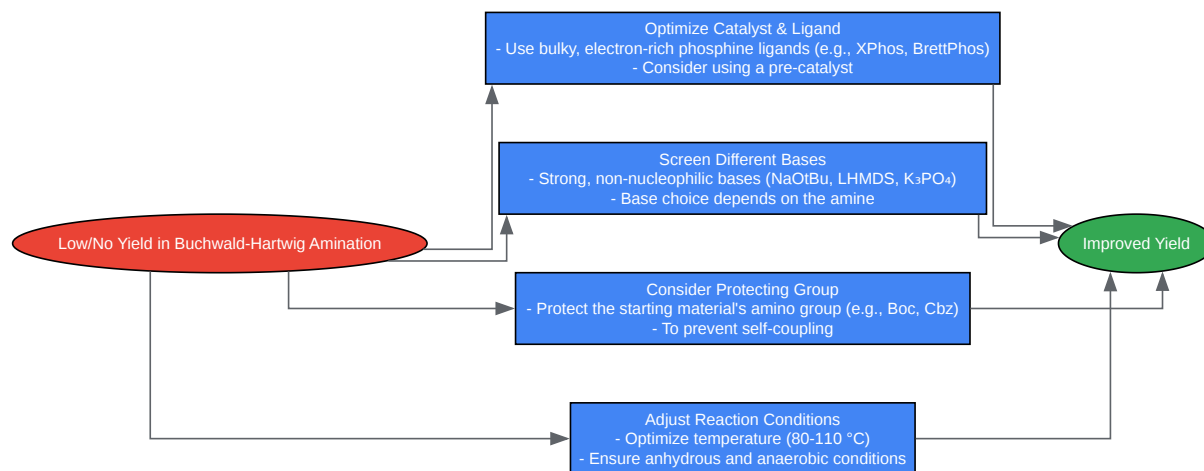 Optimize Catalyst & Ligand
- Use bulky, electron-rich phosphine ligands (e.g., XPhos, BrettPhos)
- Consider using a pre-catalyst
Screen Different Bases
- Strong, non-nucleophilic bases (NaOtBu, LHMDS, K₃PO₄)
- Base choice depends on the amine
Low/No Yield in Buchwald-Hartwig Amination
Improved Yield
Consider Protecting Group
- Protect the starting material's amino group (e.g., Boc, Cbz)
- To prevent self-coupling
Adjust Reaction Conditions
- Optimize temperature (80-110 °C)
- Ensure anhydrous and anaerobic conditions